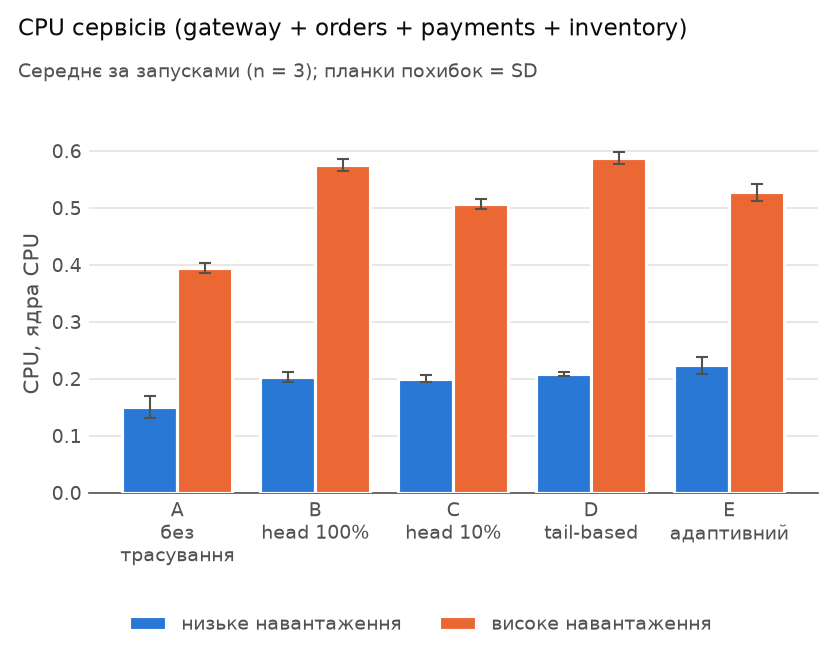 CPU сервісів (gateway + orders + payments + inventory)
Середнє за запусками (n = 3); планки похибок = SD
CPU, ядра CPU
0.6
0.5
0.4
0.3
0.2
0.1
0.0
A
без
трасування
B
head 100%
C
head 10%
D
tail-based
E
адаптивний
низьке навантаження
високе навантаження